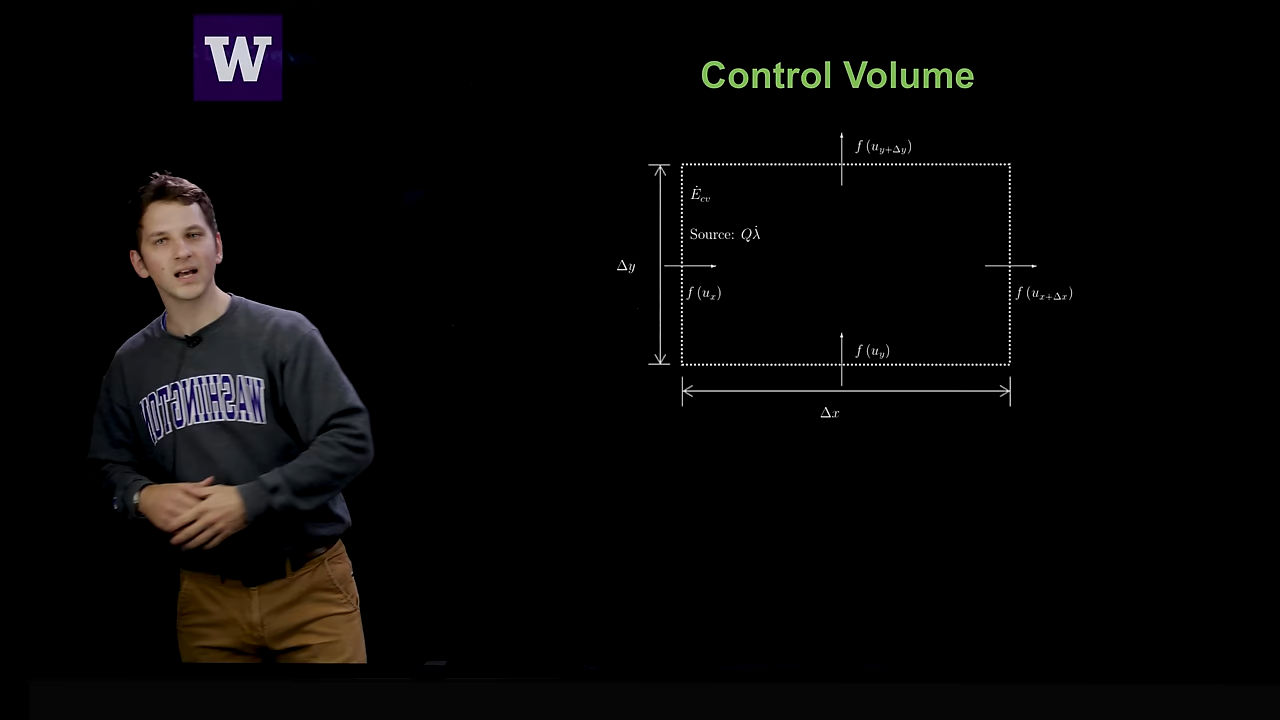 W
Control Volume
f (u_{y+Δy})
Ė_{cv}
Source: Qλ̇
Δy
f (u_x)
f (u_{x+Δx})
f (u_y)
Δx
WASHINGTON